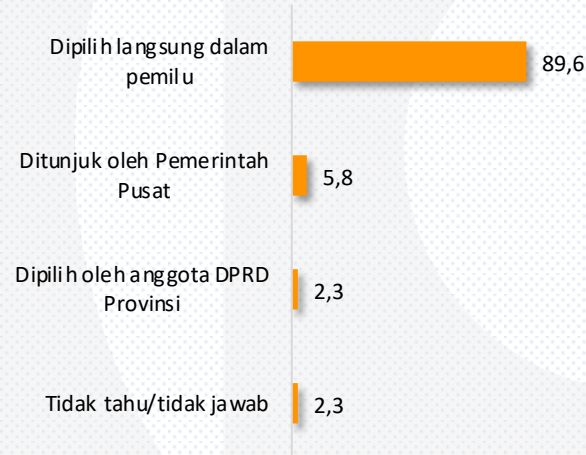 Dipilih langsung dalam
pemilu
89,6
Ditunjuk oleh Pemerintah
Pusat
5,8
Dipilih oleh anggota DPRD
Provinsi
2,3
Tidak tahu/tidak jawab
2,3